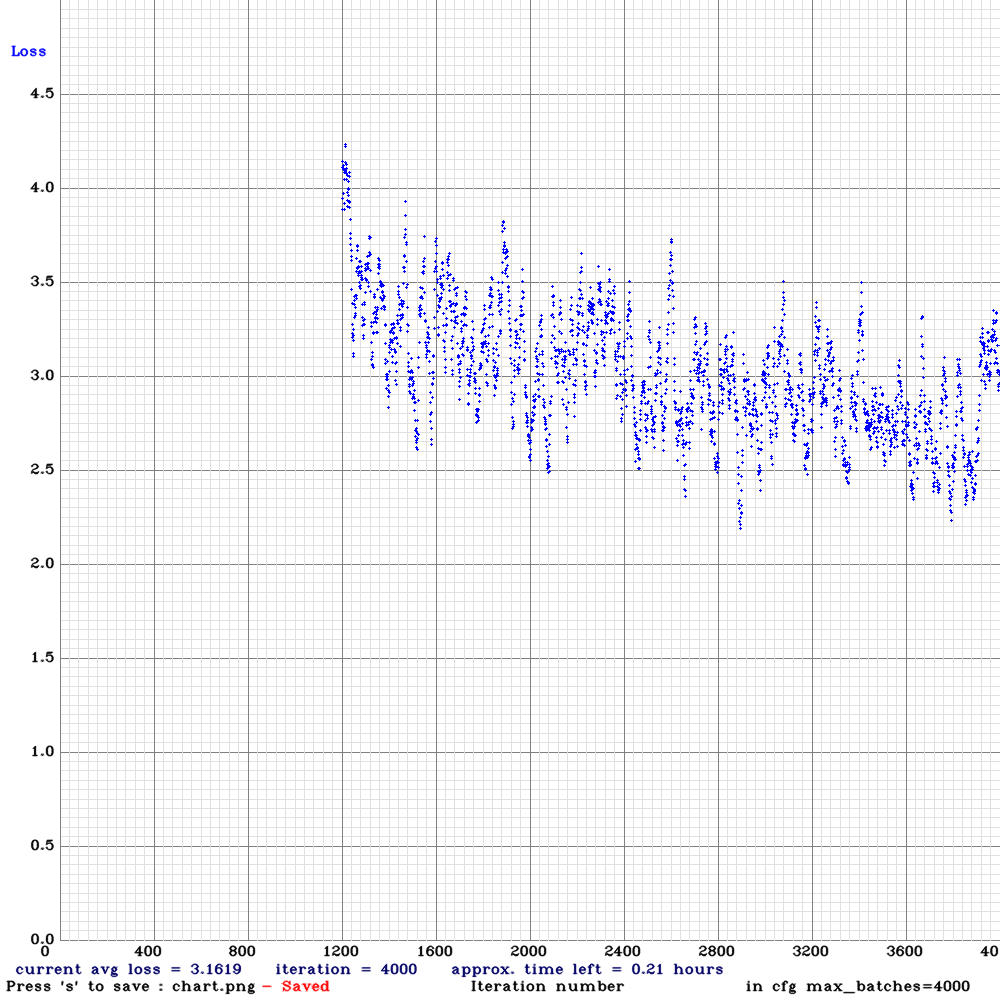 Loss
4.5
4.0
3.5
3.0
2.5
2.0
1.5
1.0
0.5
0.0
0 400 800 1200 1600 2000 2400 2800 3200 3600 40
current avg loss = 3.1619 iteration = 4000 approx. time left = 0.21 hours
Press 's' to save : chart.png - Saved Iteration number in cfg max_batches=4000